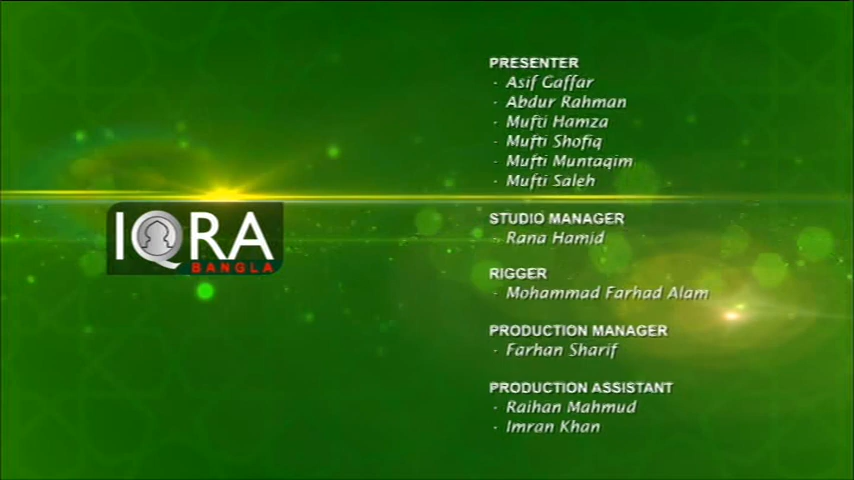 IQRA
BANGLA
PRESENTER
· Asif Gaffar
· Abdur Rahman
· Mufti Hamza
· Mufti Shofiq
· Mufti Muntaqim
· Mufti Saleh
STUDIO MANAGER
· Rana Hamid
RIGGER
· Mohammad Farhad Alam
PRODUCTION MANAGER
· Farhan Sharif
PRODUCTION ASSISTANT
· Raihan Mahmud
· Imran Khan